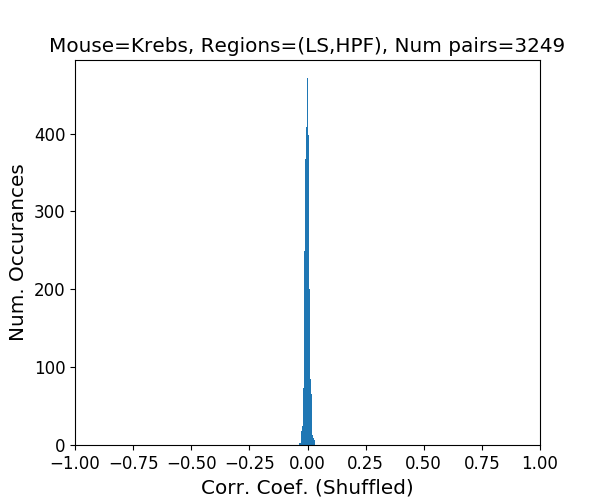 Mouse=Krebs, Regions=(LS,HPF), Num pairs=3249
Num. Occurances
400
300
200
100
0
−1.00 −0.75 −0.50 −0.25 0.00 0.25 0.50 0.75 1.00
Corr. Coef. (Shuffled)